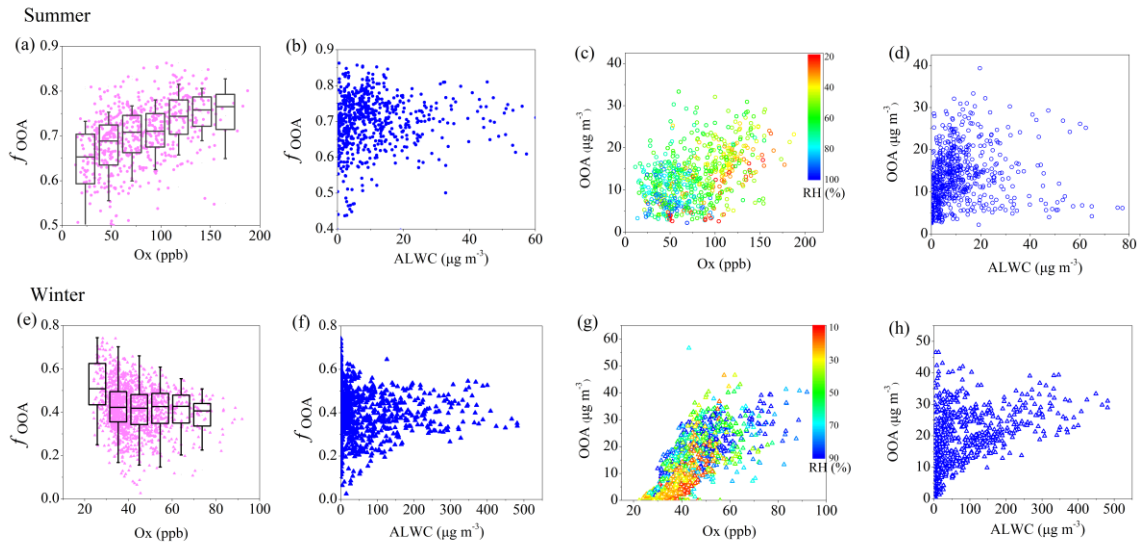 Summer
(a)
0.9
0.8
0.7
0.6
0.5
f OOA
0 50 100 150 200
Ox (ppb)
(b)
0.9
0.8
0.7
0.6
0.5
0.4
f OOA
0 20 40 60
ALWC (μg m⁻³)
(c)
40
30
20
10
0
OOA (μg m⁻³)
0 50 100 150 200
Ox (ppb)
20
40
60
80
100
RH (%)
(d)
40
30
20
10
0
OOA (μg m⁻³)
0 20 40 60 80
ALWC (μg m⁻³)
Winter
(e)
0.8
0.6
0.4
0.2
0.0
f OOA
20 40 60 80 100
Ox (ppb)
(f)
0.8
0.6
0.4
0.2
0.0
f OOA
0 100 200 300 400 500
ALWC (μg m⁻³)
(g)
60
50
40
30
20
10
0
OOA (μg m⁻³)
20 40 60 80 100
Ox (ppb)
10
30
50
70
90
RH (%)
(h)
50
40
30
20
10
0
OOA (μg m⁻³)
0 100 200 300 400 500
ALWC (μg m⁻³)